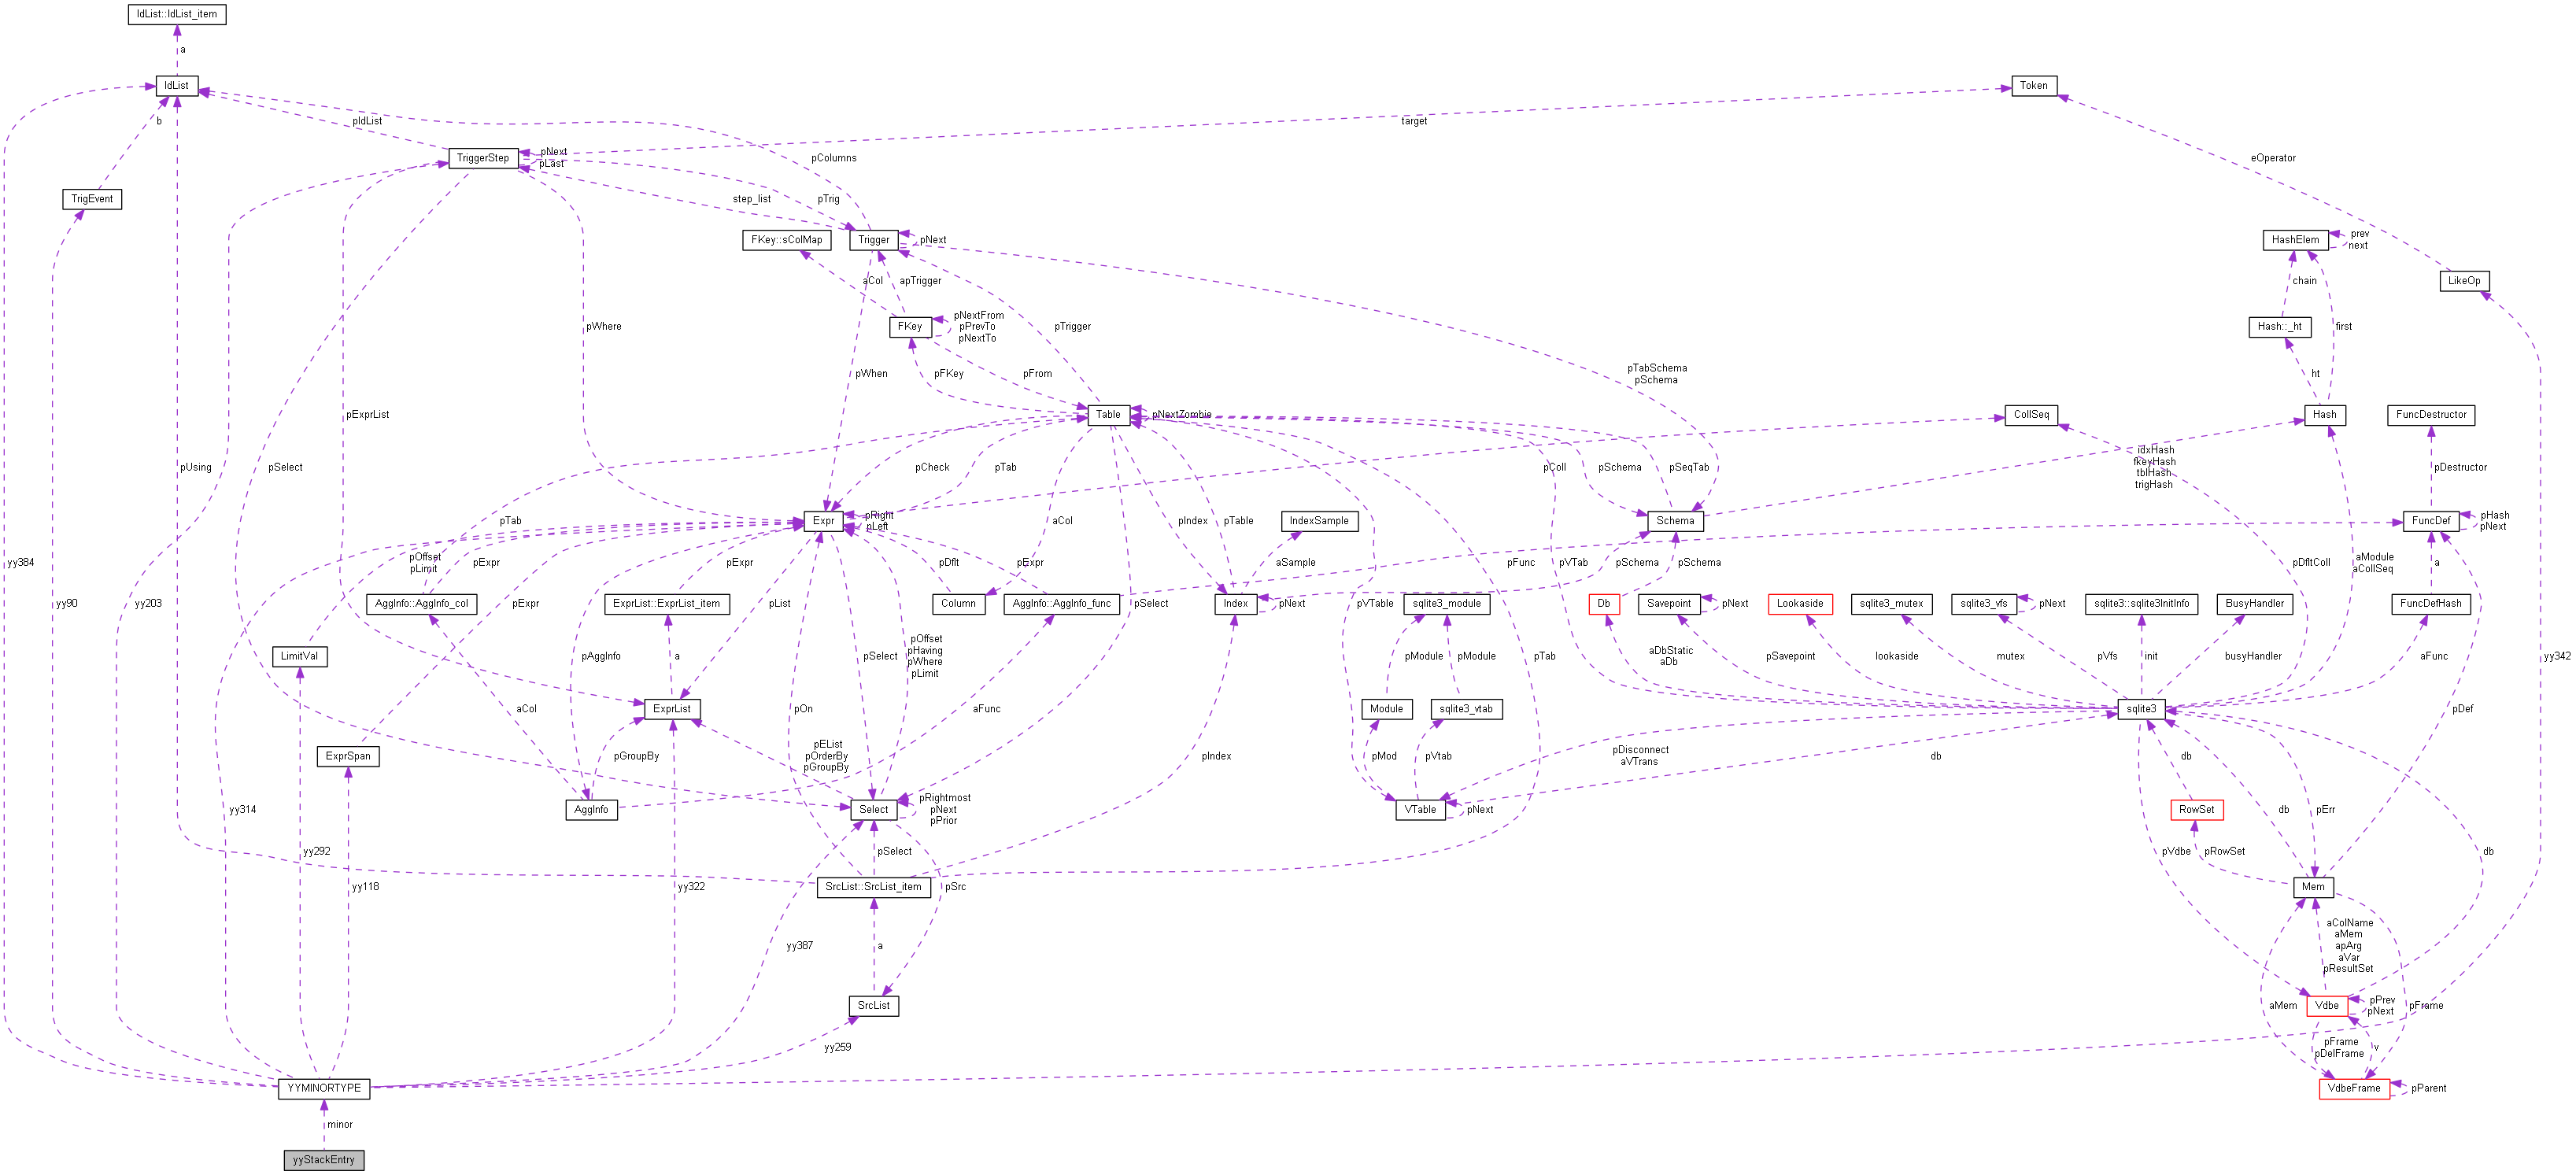 IdList::IdList_item
a
IdList
Token
b
pIdList
target
pColumns
TriggerStep
pNext
pLast
eOperator
TrigEvent
step_list
pTrig
FKey::sColMap
Trigger
pNext
HashElem
prev
next
aCol
apTrigger
chain
LikeOp
FKey
pNextFrom
pPrevTo
pNextTo
pWhere
pTrigger
Hash::_ht
first
pWhen
pFKey
pFrom
pTabSchema
pSchema
ht
pExprList
Table
pNextZombie
CollSeq
Hash
FuncDestructor
pUsing
pSelect
pCheck
pTab
pColl
pSchema
pSeqTab
idxHash
fkeyHash
tblHash
trigHash
pDestructor
pTab
Expr
pRight
pLeft
aCol
pIndex
pTable
IndexSample
Schema
FuncDef
pHash
pNext
yy384
yy90
yy203
pOffset
pLimit
pExpr
pExpr
pDflt
pExpr
aSample
pFunc
pVTab
pSchema
pSchema
pDfltColl
aModule
aCollSeq
a
AggInfo::AggInfo_col
pExpr
ExprList::ExprList_item
pList
Column
AggInfo::AggInfo_func
pSelect
Index
pNext
pVTable
sqlite3_module
Db
Savepoint
pNext
Lookaside
sqlite3_mutex
sqlite3_vfs
pNext
sqlite3::sqlite3InitInfo
BusyHandler
FuncDefHash
LimitVal
pAggInfo
a
pSelect
pOffset
pHaving
pWhere
pLimit
pTab
pModule
pModule
aDbStatic
aDb
pSavepoint
lookaside
mutex
pVfs
init
busyHandler
aFunc
yy342
aCol
ExprList
pOn
aFunc
Module
sqlite3_vtab
sqlite3
pDef
ExprSpan
pGroupBy
pEList
pOrderBy
pGroupBy
pIndex
pMod
pVtab
pDisconnect
aVTrans
db
db
yy314
AggInfo
Select
pRightmost
pNext
pPrior
VTable
pNext
RowSet
db
pErr
yy292
pSelect
pVdbe
pRowSet
db
yy118
yy322
SrcList::SrcList_item
pSrc
Mem
yy387
a
aColName
aMem
apArg
aVar
pResultSet
SrcList
aMem
Vdbe
pPrev
pNext
pFrame
yy259
pFrame
pDelFrame
v
YYMINORTYPE
VdbeFrame
pParent
minor
yyStackEntry